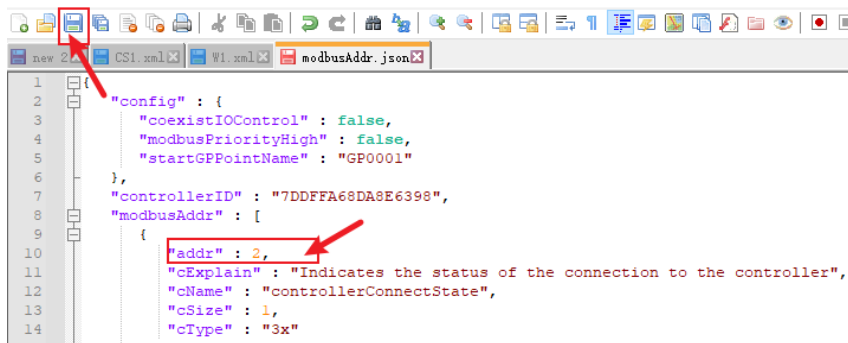 new 2 CS1.xml W1.xml modbusAddr.json
1 {
2 "config" : {
3 "coexistIOControl" : false,
4 "modbusPriorityHigh" : false,
5 "startGPPointName" : "GP0001"
6 },
7 "controllerID" : "7DDFFA68DA8E6398",
8 "modbusAddr" : [
9 {
10 "addr" : 2,
11 "cExplain" : "Indicates the status of the connection to the controller",
12 "cName" : "controllerConnectState",
13 "cSize" : 1,
14 "cType" : "3x"